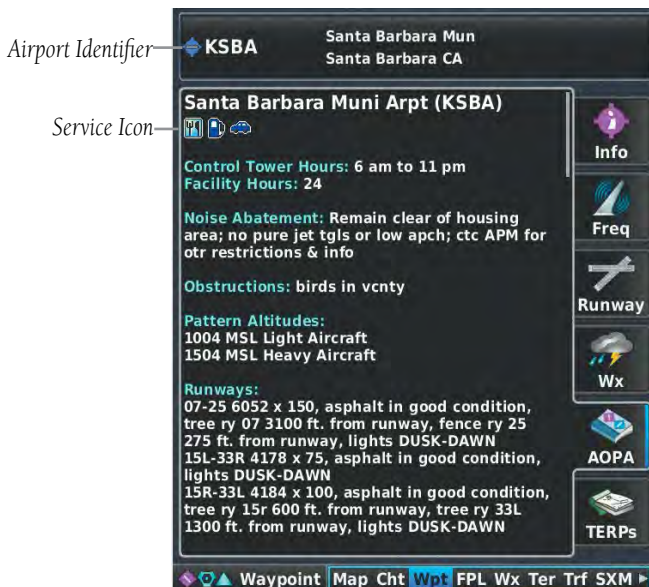 Airport Identifier
KSBA
Santa Barbara Mun
Santa Barbara CA
Service Icon
Santa Barbara Muni Arpt (KSBA)
Control Tower Hours: 6 am to 11 pm
Facility Hours: 24
Noise Abatement: Remain clear of housing
area; no pure jet tgls or low apch; ctc APM for
otr restrictions & info
Obstructions: birds in vcnty
Pattern Altitudes:
1004 MSL Light Aircraft
1504 MSL Heavy Aircraft
Runways:
07-25 6052 x 150, asphalt in good condition,
tree ry 07 3100 ft. from runway, fence ry 25
275 ft. from runway, lights DUSK-DAWN
15L-33R 4178 x 75, asphalt in good condition,
lights DUSK-DAWN
15R-33L 4184 x 100, asphalt in good condition,
tree ry 15r 600 ft. from runway, tree ry 33L
1300 ft. from runway, lights DUSK-DAWN
Info
Freq
Runway
Wx
AOPA
TERPs
Waypoint Map Cht Wpt FPL Wx Ter Trf SXM